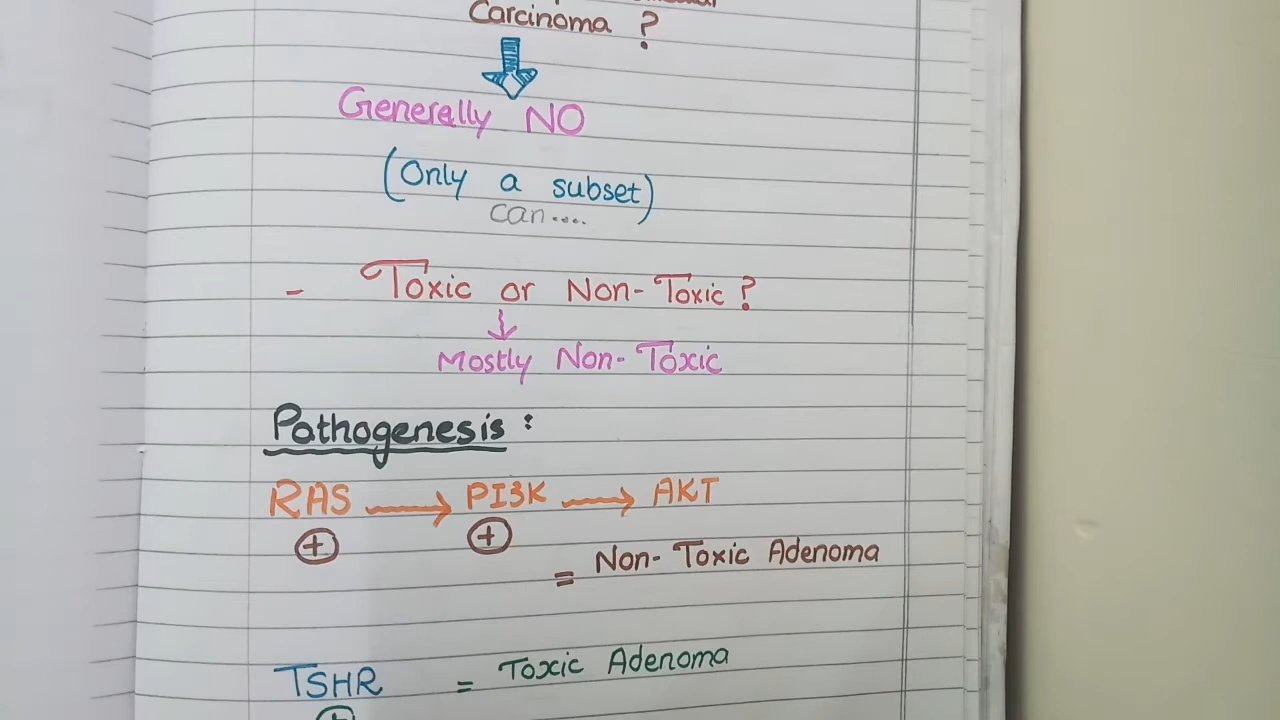 Carcinoma ?
Generally NO
(Only a subset)
can....
- Toxic or Non-Toxic ?
Mostly Non-Toxic
Pathogenesis :
RAS → PI3K → AKT
+ +
= Non-Toxic Adenoma
TSHR = Toxic Adenoma
+